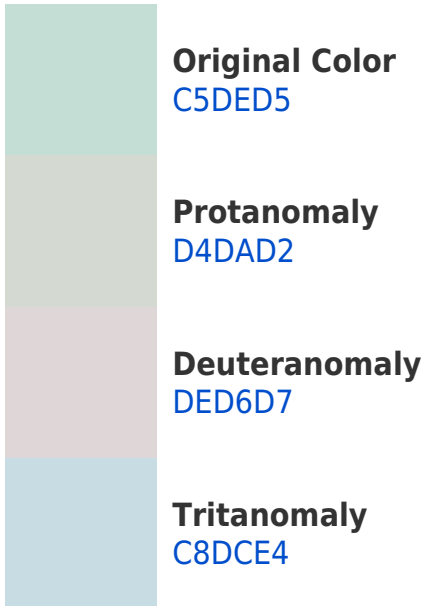 Original Color
C5DED5
Protanomaly
D4DAD2
Deuteranomaly
DED6D7
Tritanomaly
C8DCE4